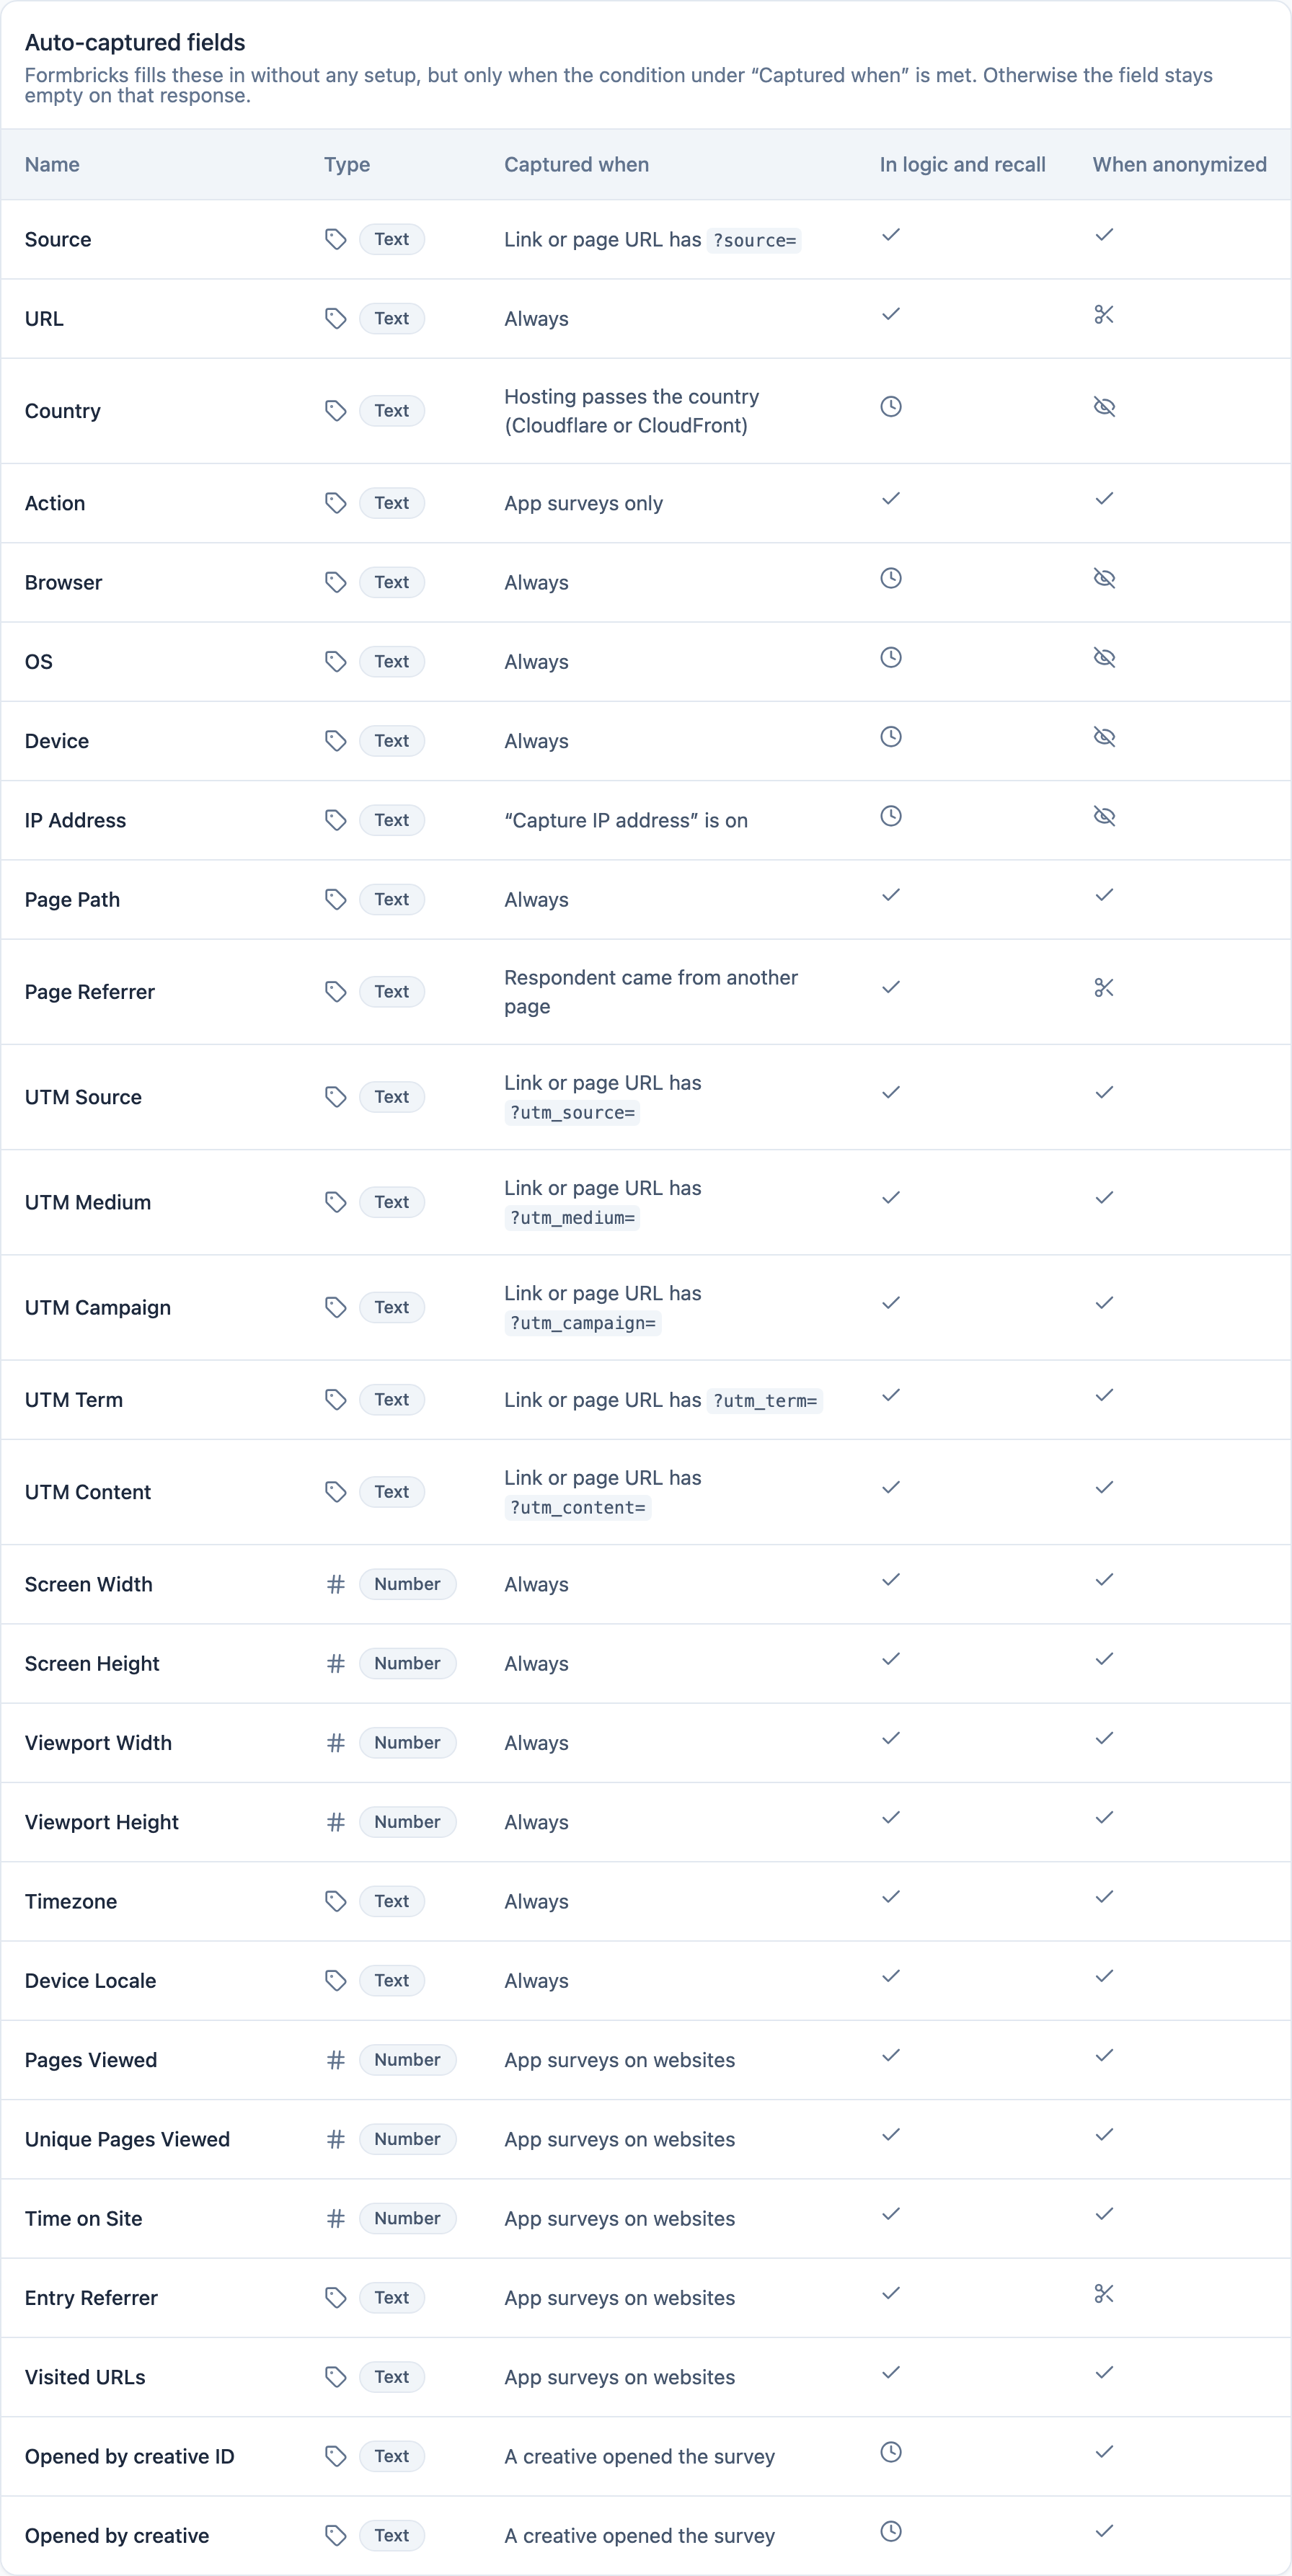 Auto-captured fields
Formbricks fills these in without any setup, but only when the condition under “Captured when” is met. Otherwise the field stays
empty on that response.
Name Type Captured when In logic and recall When anonymized
Source Text Link or page URL has ?source=
URL Text Always
Country Text Hosting passes the country
(Cloudflare or CloudFront)
Action Text App surveys only
Browser Text Always
OS Text Always
Device Text Always
IP Address Text “Capture IP address” is on
Page Path Text Always
Page Referrer Text Respondent came from another
page
UTM Source Text Link or page URL has
?utm_source=
UTM Medium Text Link or page URL has
?utm_medium=
UTM Campaign Text Link or page URL has
?utm_campaign=
UTM Term Text Link or page URL has ?utm_term=
UTM Content Text Link or page URL has
?utm_content=
Screen Width Number Always
Screen Height Number Always
Viewport Width Number Always
Viewport Height Number Always
Timezone Text Always
Device Locale Text Always
Pages Viewed Number App surveys on websites
Unique Pages Viewed Number App surveys on websites
Time on Site Number App surveys on websites
Entry Referrer Text App surveys on websites
Visited URLs Text App surveys on websites
Opened by creative ID Text A creative opened the survey
Opened by creative Text A creative opened the survey